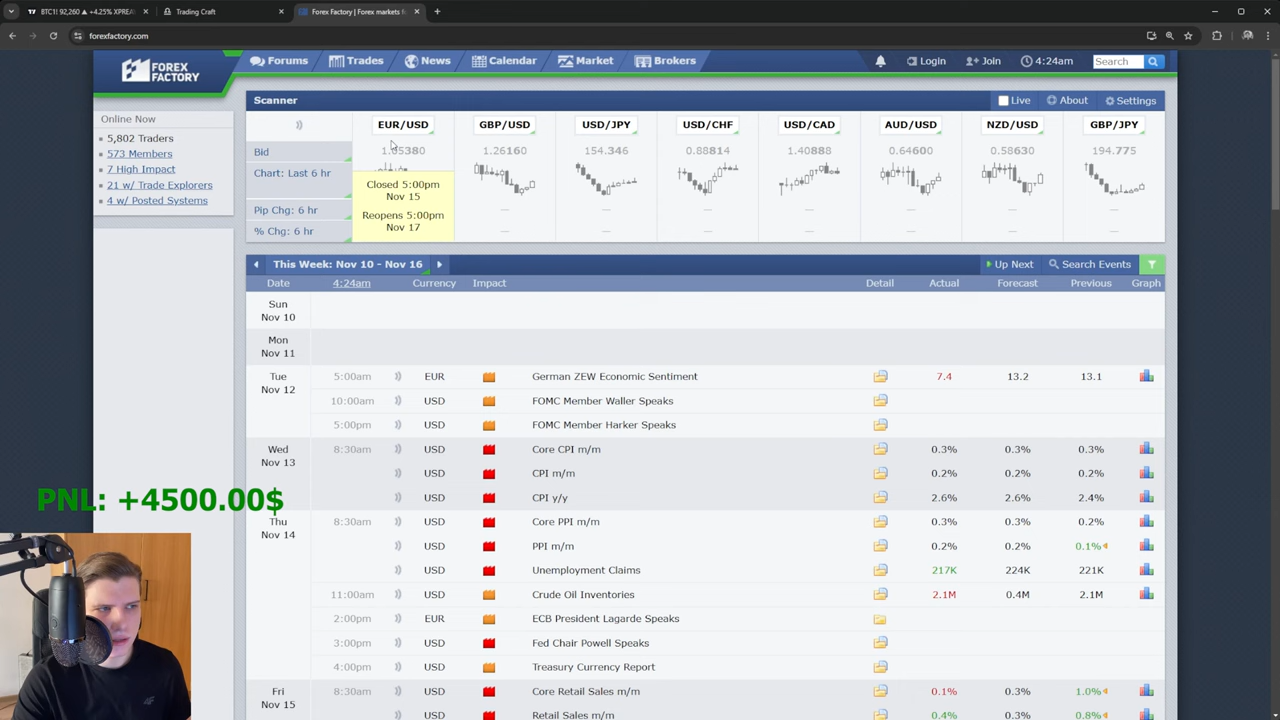 BTC1! 92,260 ▲ +4.25% XPREA
Trading Craft
Forex Factory | Forex markets f
forexfactory.com
FOREX FACTORY
Forums Trades News Calendar Market Brokers
Login Join 4:24am Search
Online Now
5,802 Traders
573 Members
7 High Impact
21 w/ Trade Explorers
4 w/ Posted Systems
Scanner Live About Settings
EUR/USD GBP/USD USD/JPY USD/CHF USD/CAD AUD/USD NZD/USD GBP/JPY
Bid 1.05380 1.26160 154.346 0.88814 1.40888 0.64600 0.58630 194.775
Chart: Last 6 hr
Pip Chg: 6 hr
% Chg: 6 hr
Closed 5:00pm
Nov 15
Reopens 5:00pm
Nov 17
This Week: Nov 10 - Nov 16 Up Next Search Events
Date 4:24am Currency Impact Detail Actual Forecast Previous Graph
Sun
Nov 10
Mon
Nov 11
Tue
Nov 12
5:00am EUR German ZEW Economic Sentiment 7.4 13.2 13.1
10:00am USD FOMC Member Waller Speaks
5:00pm USD FOMC Member Harker Speaks
Wed
Nov 13
8:30am USD Core CPI m/m 0.3% 0.3% 0.3%
USD CPI m/m 0.2% 0.2% 0.2%
USD CPI y/y 2.6% 2.6% 2.4%
Thu
Nov 14
8:30am USD Core PPI m/m 0.3% 0.3% 0.2%
USD PPI m/m 0.2% 0.2% 0.1%
USD Unemployment Claims 217K 224K 221K
11:00am USD Crude Oil Inventories 2.1M 0.4M 2.1M
2:00pm EUR ECB President Lagarde Speaks
3:00pm USD Fed Chair Powell Speaks
4:00pm USD Treasury Currency Report
Fri
Nov 15
8:30am USD Core Retail Sales m/m 0.1% 0.3% 1.0%
USD Retail Sales m/m 0.4% 0.3% 0.8%
PNL: +4500.00$